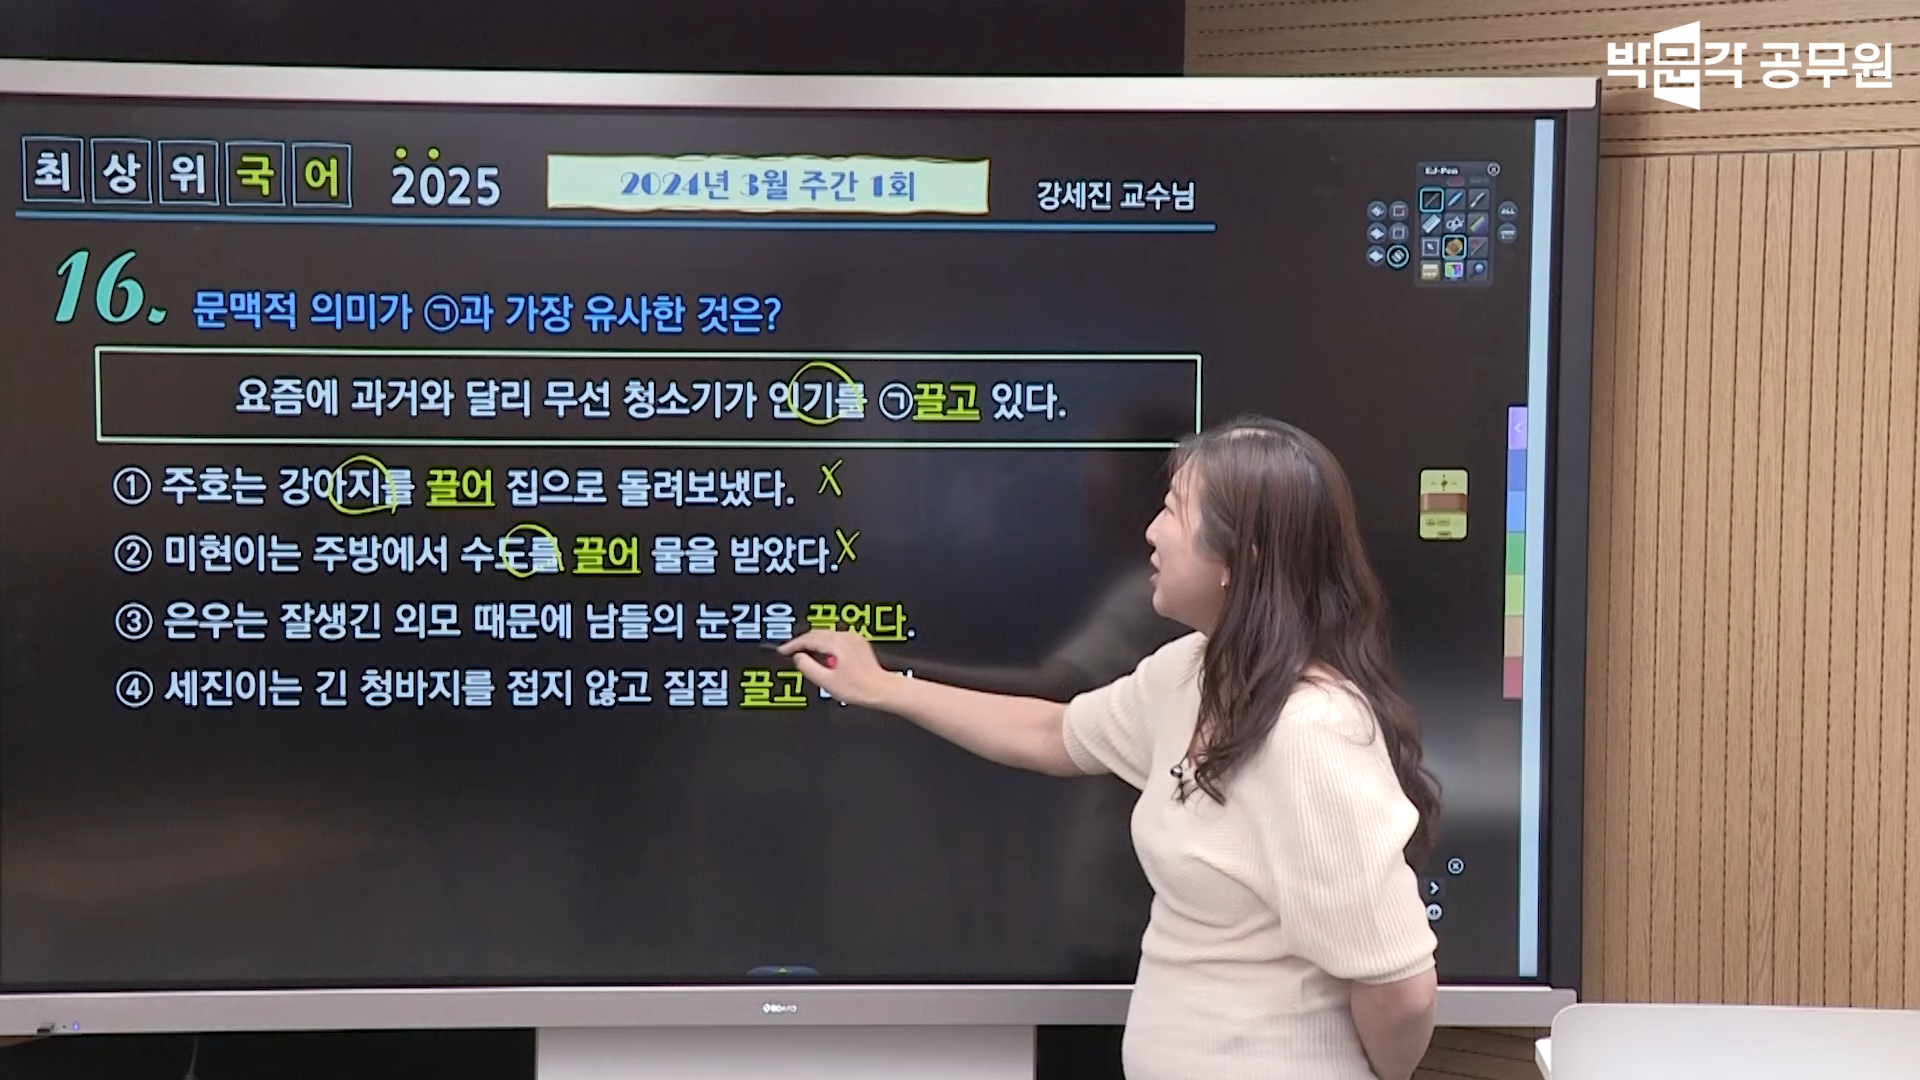 박문각 공무원
최상위국어 2025 2024년 3월 주간 1회 강세진 교수님
EJ-Pen
ALL
16. 문맥적 의미가 ㉠과 가장 유사한 것은?
요즘에 과거와 달리 무선 청소기가 인기를 ㉠끌고 있다.
① 주호는 강아지를 끌어 집으로 돌려보냈다. X
② 미현이는 주방에서 수도를 끌어 물을 받았다. X
③ 은우는 잘생긴 외모 때문에 남들의 눈길을 끌었다.
④ 세진이는 긴 청바지를 접지 않고 질질 끌고